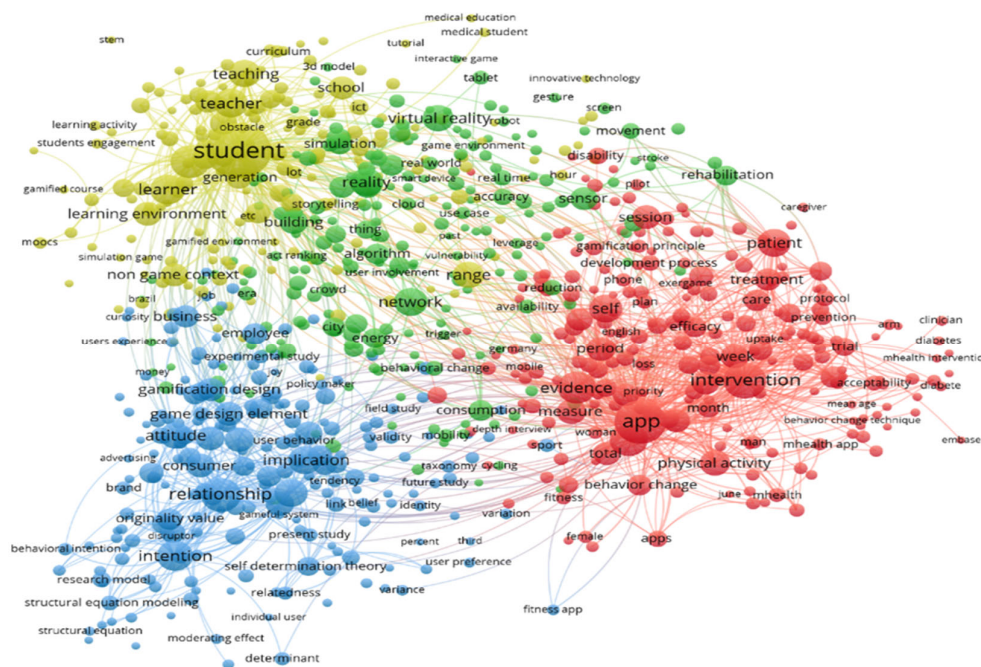 medical education
stem
medical student
curriculum
tutorial
3d model
interactive game
teaching
school
tablet
innovative technology
gesture
teacher
ict
screen
learning activity
obstacle
grade
virtual reality
robot
movement
students engagement
student
simulation
game environment
disability
stroke
real world
generation
lot
reality
smart device
real time
hour
pilot
rehabilitation
gamified course
learner
storytelling
cloud
accuracy
sensor
learning environment
etc
building
thing
use case
session
caregiver
moocs
gamified environment
past
leverage
gamification principle
patient
simulation game
act ranking
algorithm
vulnerability
development process
non game context
user involvement
range
phone
exergame
treatment
brazil
job
era
crowd
reduction
plan
care
protocol
curiosity
business
network
availability
self
prevention
users experience
employee
city
trigger
english
efficacy
uptake
arm
clinician
energy
germany
period
trial
diabetes
experimental study
behavioral change
mobile
loss
week
mhealth intervention
money
joy
policy maker
gamification design
evidence
priority
intervention
acceptability
diabete
game design element
field study
consumption
measure
month
mean age
depth interview
app
behavior change technique
attitude
user behavior
validity
mobility
woman
man
embase
advertising
consumer
implication
sport
total
mhealth app
taxonomy
cycling
physical activity
brand
tendency
future study
relationship
link
belief
identity
fitness
behavior change
june
mhealth
originality value
gameful system
variation
disruptor
present study
percent
third
female
apps
behavioral intention
intention
self determination theory
user preference
research model
relatedness
variance
structural equation modeling
individual user
fitness app
structural equation
moderating effect
determinant